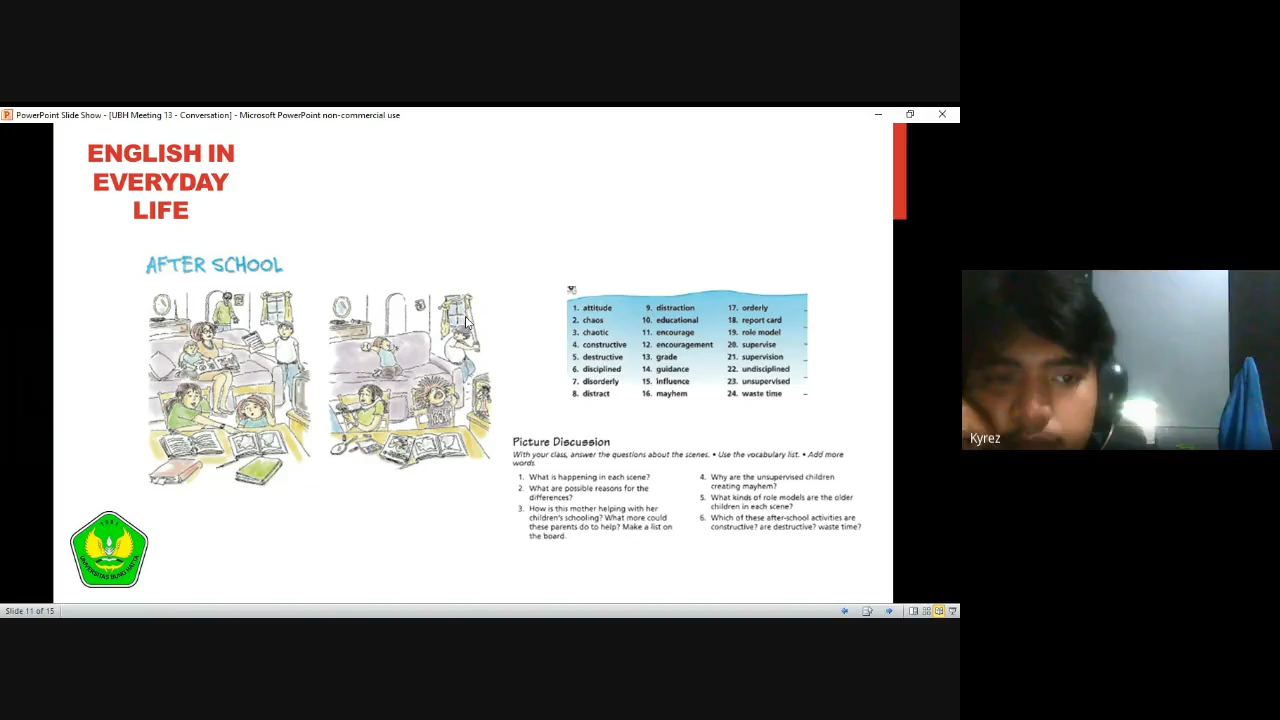 PowerPoint Slide Show - [UBH Meeting 13 - Conversation] - Microsoft PowerPoint non-commercial use
ENGLISH IN
EVERYDAY
LIFE
AFTER SCHOOL
1. attitude
2. chaos
3. chaotic
4. constructive
5. destructive
6. disciplined
7. disorderly
8. distract
9. distraction
10. educational
11. encourage
12. encouragement
13. grade
14. guidance
15. influence
16. mayhem
17. orderly
18. report card
19. role model
20. supervise
21. supervision
22. undisciplined
23. unsupervised
24. waste time
Picture Discussion
With your class, answer the questions about the scenes. • Use the vocabulary list. • Add more
words.
1. What is happening in each scene?
2. What are possible reasons for the
differences?
3. How is this mother helping with her
children's schooling? What more could
these parents do to help? Make a list on
the board.
4. Why are the unsupervised children
creating mayhem?
5. What kinds of role models are the older
children in each scene?
6. Which of these after-school activities are
constructive? are destructive? waste time?
UNIVERSITAS BUNG HATTA
Slide 11 of 15
Kyrez